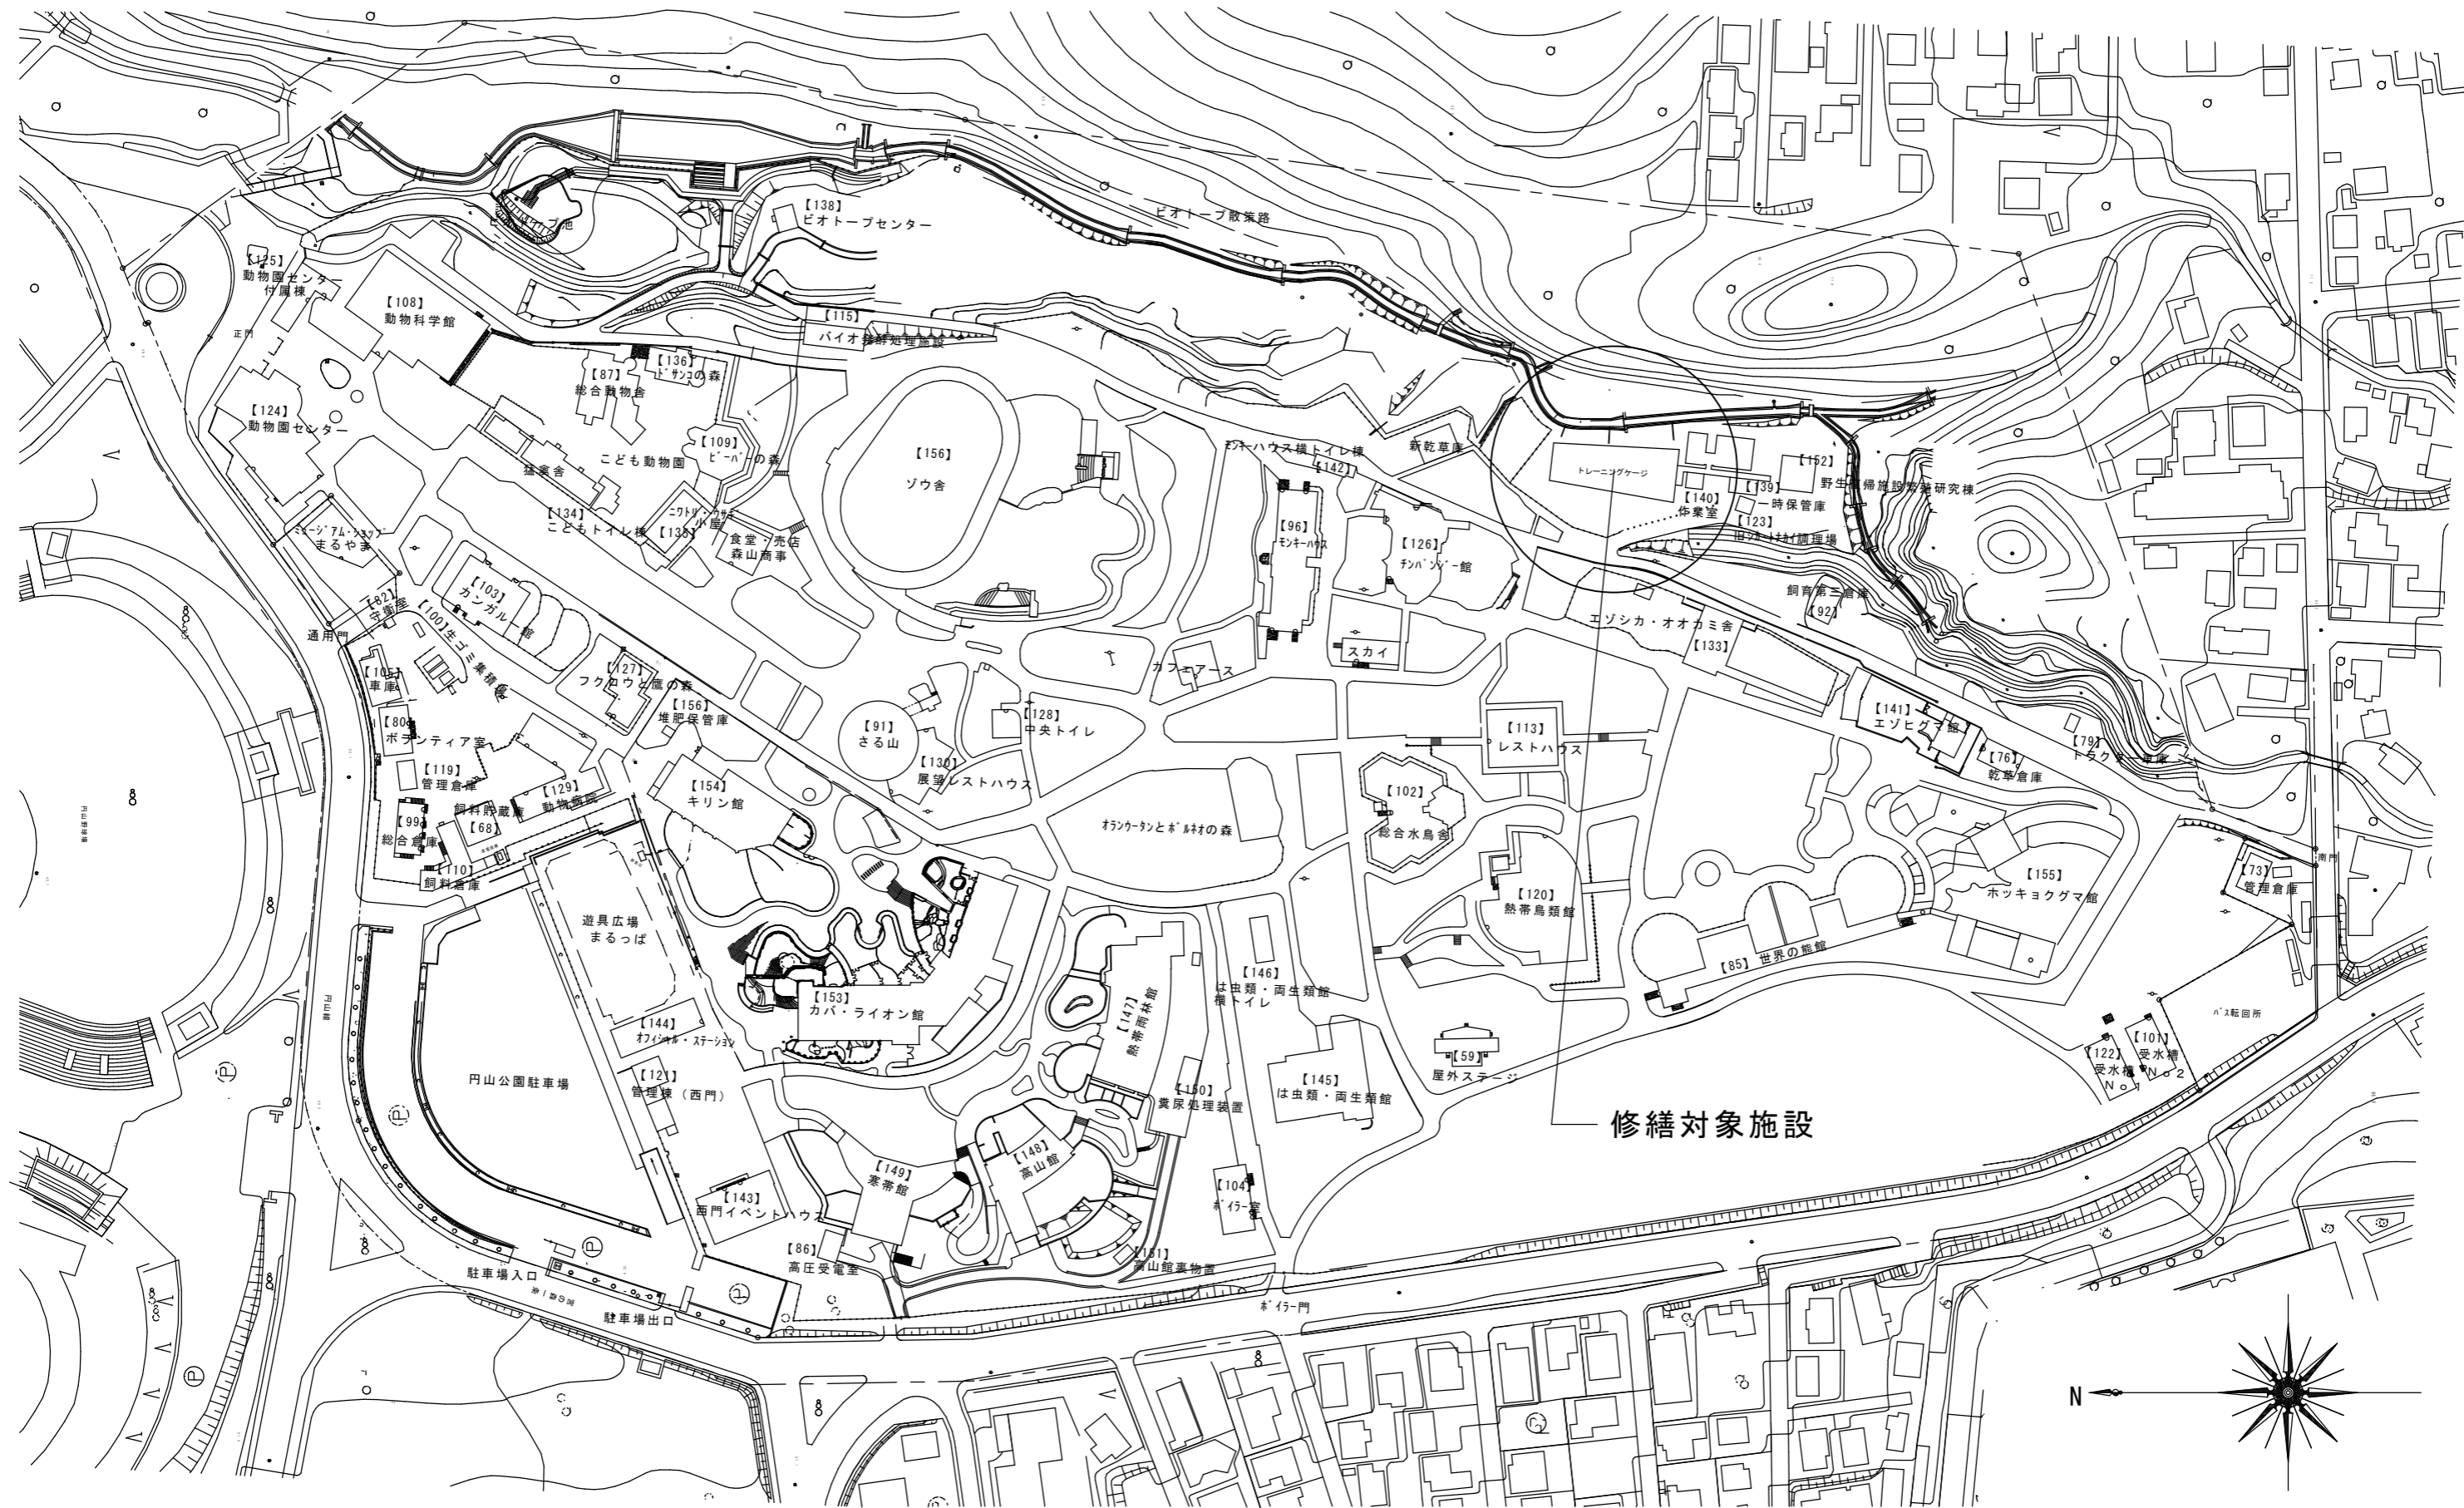 【138】
ビオトープセンター
ビオトープ散策路
【125】
動物園センター
付属棟
正門
【108】
動物科学館
【115】
バイオ発酵処理施設
【136】
ドサンコの森
【87】
総合動物舎
【124】
動物園センター
【109】
ビーバーの森
こども動物園
猛禽舎
【134】
こどもトイレ棟
ニワトリ・ウサギ
小屋
【135】
食堂・売店
森山商事
【156】
ゾウ舎
モンキーハウス横トイレ棟
【142】
新乾草庫
トレーニングケージ
【152】
野生復帰施設繁殖研究棟
【139】
一時保管庫
【140】
作業室
【123】
【96】
モンキーハウス
【126】
チンパンジー館
ミュージアム・ショップ
まるやま
【82】
守衛室
通用門
【100】生ゴミ集積場
【103】
カンガルー館
【105】
車庫
【127】
フクロウと鷹の森
【80】
ボランティア室
【156】
堆肥保管庫
【119】
管理倉庫
【129】
動物病院
飼料貯蔵庫
【68】
【99】
総合倉庫
【110】
飼料倉庫
【154】
キリン館
【91】
さる山
【128】
中央トイレ
【130】
展望レストハウス
カフェアース
スカイ
エゾシカ・オオカミ舎
【133】
飼育第三倉庫
【92】
【141】
エゾヒグマ館
【76】
乾草倉庫
【79】
トラクター車庫
【113】
レストハウス
【102】
総合水鳥舎
オランウータンとボルネオの森
【120】
熱帯鳥類館
【155】
ホッキョクグマ館
【73】
管理倉庫
南門
【85】世界の熊館
遊具広場
まるっぱ
【153】
カバ・ライオン館
【144】
オフィシャル・ステーション
【121】
管理棟（西門）
円山公園駐車場
【147】
熱帯雨林館
【146】
は虫類・両生類館
横トイレ
【145】
は虫類・両生類館
【150】
糞尿処理装置
【59】
屋外ステージ
【122】
受水槽
No1
【101】
受水槽
No2
バス転回所
修繕対象施設
【149】
寒帯館
【148】
高山館
【104】
ボイラー室
【143】
西門イベントハウス
【86】
高圧受電室
【151】
高山館裏物置
駐車場入口
駐車場出口
ボイラー門
N